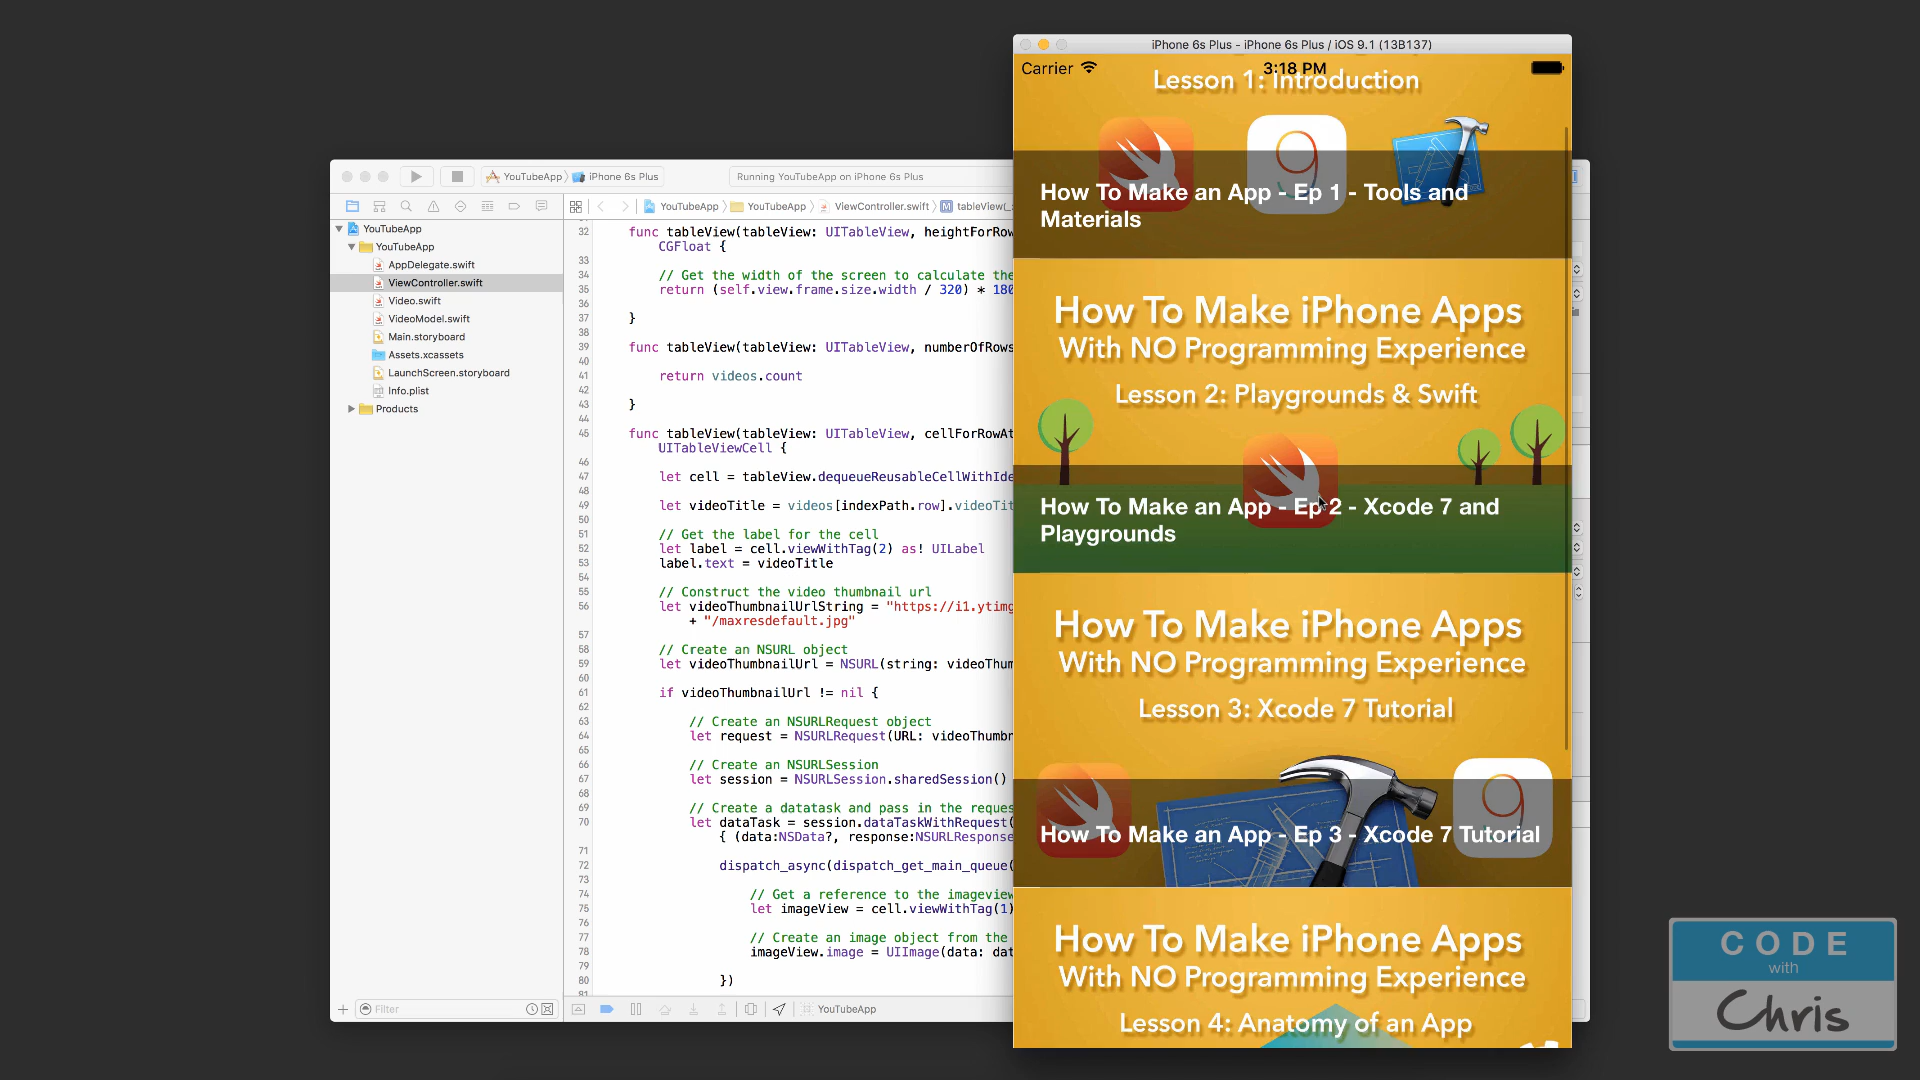 iPhone 6s Plus - iPhone 6s Plus / iOS 9.1 (13B137)
Carrier
3:18 PM
Lesson 1: Introduction
9
How To Make an App - Ep 1 - Tools and
Materials
How To Make iPhone Apps
With NO Programming Experience
Lesson 2: Playgrounds & Swift
How To Make an App - Ep 2 - Xcode 7 and
Playgrounds
How To Make iPhone Apps
With NO Programming Experience
Lesson 3: Xcode 7 Tutorial
9
How To Make an App - Ep 3 - Xcode 7 Tutorial
How To Make iPhone Apps
With NO Programming Experience
Lesson 4: Anatomy of an App
YouTubeApp
iPhone 6s Plus
Running YouTubeApp on iPhone 6s Plus
YouTubeApp
YouTubeApp
ViewController.swift
M
tableView(_
YouTubeApp
YouTubeApp
AppDelegate.swift
ViewController.swift
Video.swift
VideoModel.swift
Main.storyboard
Assets.xcassets
LaunchScreen.storyboard
Info.plist
Products
Filter
32 func tableView(tableView: UITableView, heightForRow
CGFloat {
33
34 // Get the width of the screen to calculate the
35 return (self.view.frame.size.width / 320) * 180
36
37 }
38
39 func tableView(tableView: UITableView, numberOfRows
40
41 return videos.count
42
43 }
44
45 func tableView(tableView: UITableView, cellForRowAt
UITableViewCell {
46
47 let cell = tableView.dequeueReusableCellWithIde
48
49 let videoTitle = videos[indexPath.row].videoTit
50
51 // Get the label for the cell
52 let label = cell.viewWithTag(2) as! UILabel
53 label.text = videoTitle
54
55 // Construct the video thumbnail url
56 let videoThumbnailUrlString = "https://i1.ytimg
+ "/maxresdefault.jpg"
57
58 // Create an NSURL object
59 let videoThumbnailUrl = NSURL(string: videoThum
60
61 if videoThumbnailUrl != nil {
62
63 // Create an NSURLRequest object
64 let request = NSURLRequest(URL: videoThumbn
65
66 // Create an NSURLSession
67 let session = NSURLSession.sharedSession()
68
69 // Create a datatask and pass in the reques
70 let dataTask = session.dataTaskWithRequest(
{ (data:NSData?, response:NSURLResponse
71
72 dispatch_async(dispatch_get_main_queue(
73
74 // Get a reference to the imageview
75 let imageView = cell.viewWithTag(1)
76
77 // Create an image object from the
78 imageView.image = UIImage(data: dat
79
80 })
81
YouTubeApp
CODE
with
Chris